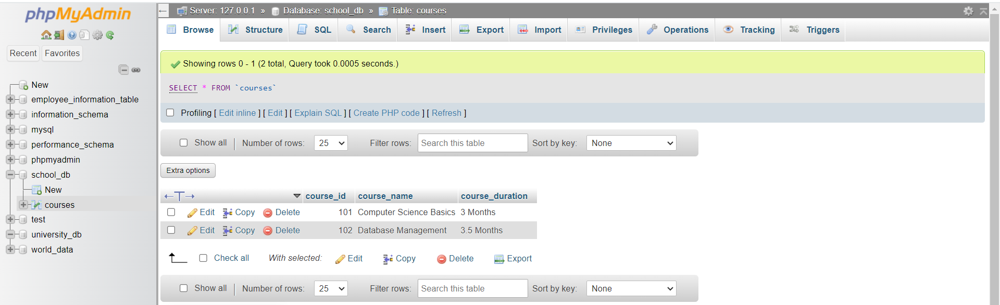 phpMyAdmin
Recent Favorites
New
employee_information_table
information_schema
mysql
performance_schema
phpmyadmin
school_db
New
courses
test
university_db
world_data
Server: 127.0.0.1 » Database: school_db » Table: courses
Browse Structure SQL Search Insert Export Import Privileges Operations Tracking Triggers
Showing rows 0 - 1 (2 total, Query took 0.0005 seconds.)
SELECT * FROM `courses`
Profiling [ Edit inline ] [ Edit ] [ Explain SQL ] [ Create PHP code ] [ Refresh ]
Show all Number of rows: 25 Filter rows: Search this table Sort by key: None
Extra options
←T→ course_id course_name course_duration
Edit Copy Delete 101 Computer Science Basics 3 Months
Edit Copy Delete 102 Database Management 3.5 Months
Check all With selected: Edit Copy Delete Export
Show all Number of rows: 25 Filter rows: Search this table Sort by key: None